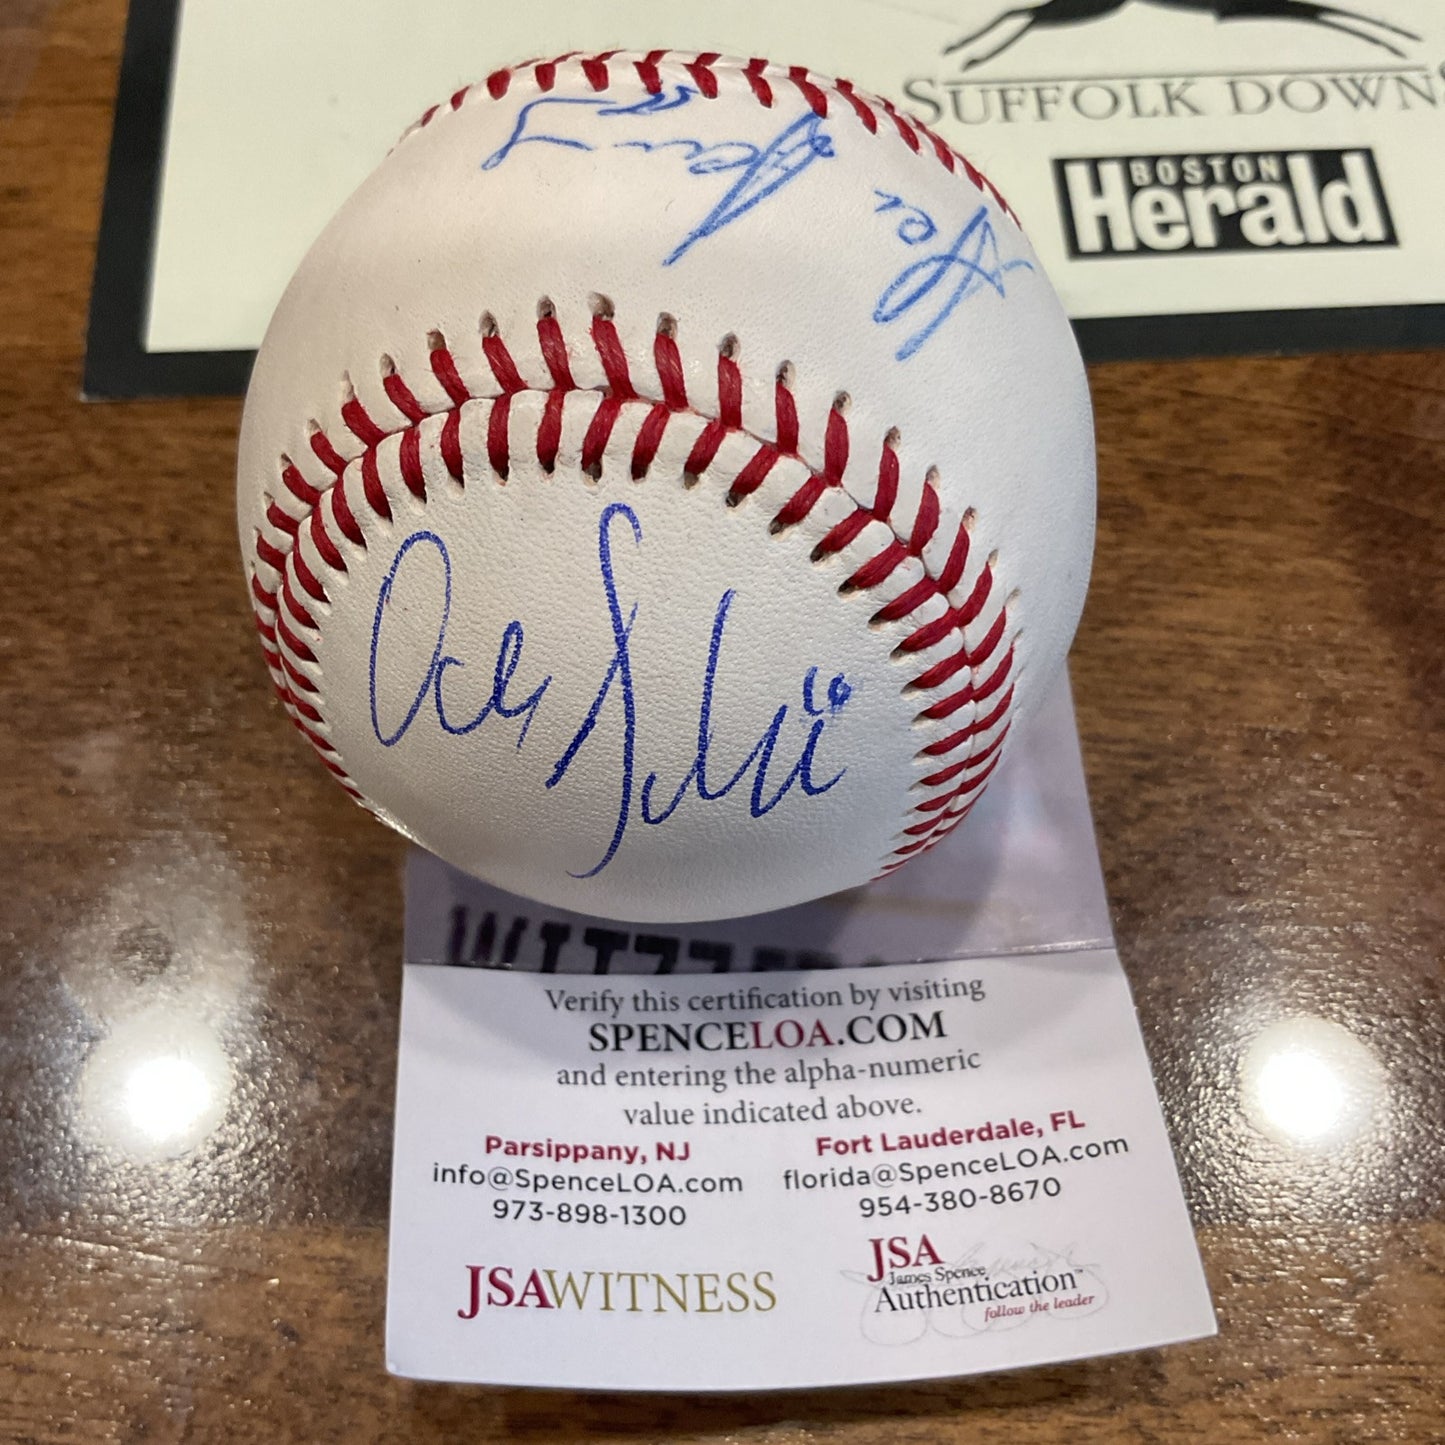 SUFFOLK DOWNS
BOSTON
Herald
Verify this certification by visiting
SPENCELOA.COM
and entering the alpha-numeric
value indicated above.
Parsippany, NJ
info@SpenceLOA.com
973-898-1300
Fort Lauderdale, FL
florida@SpenceLOA.com
954-380-8670
JSAWITNESS
JSA
James Spence
Authentication™
follow the leader